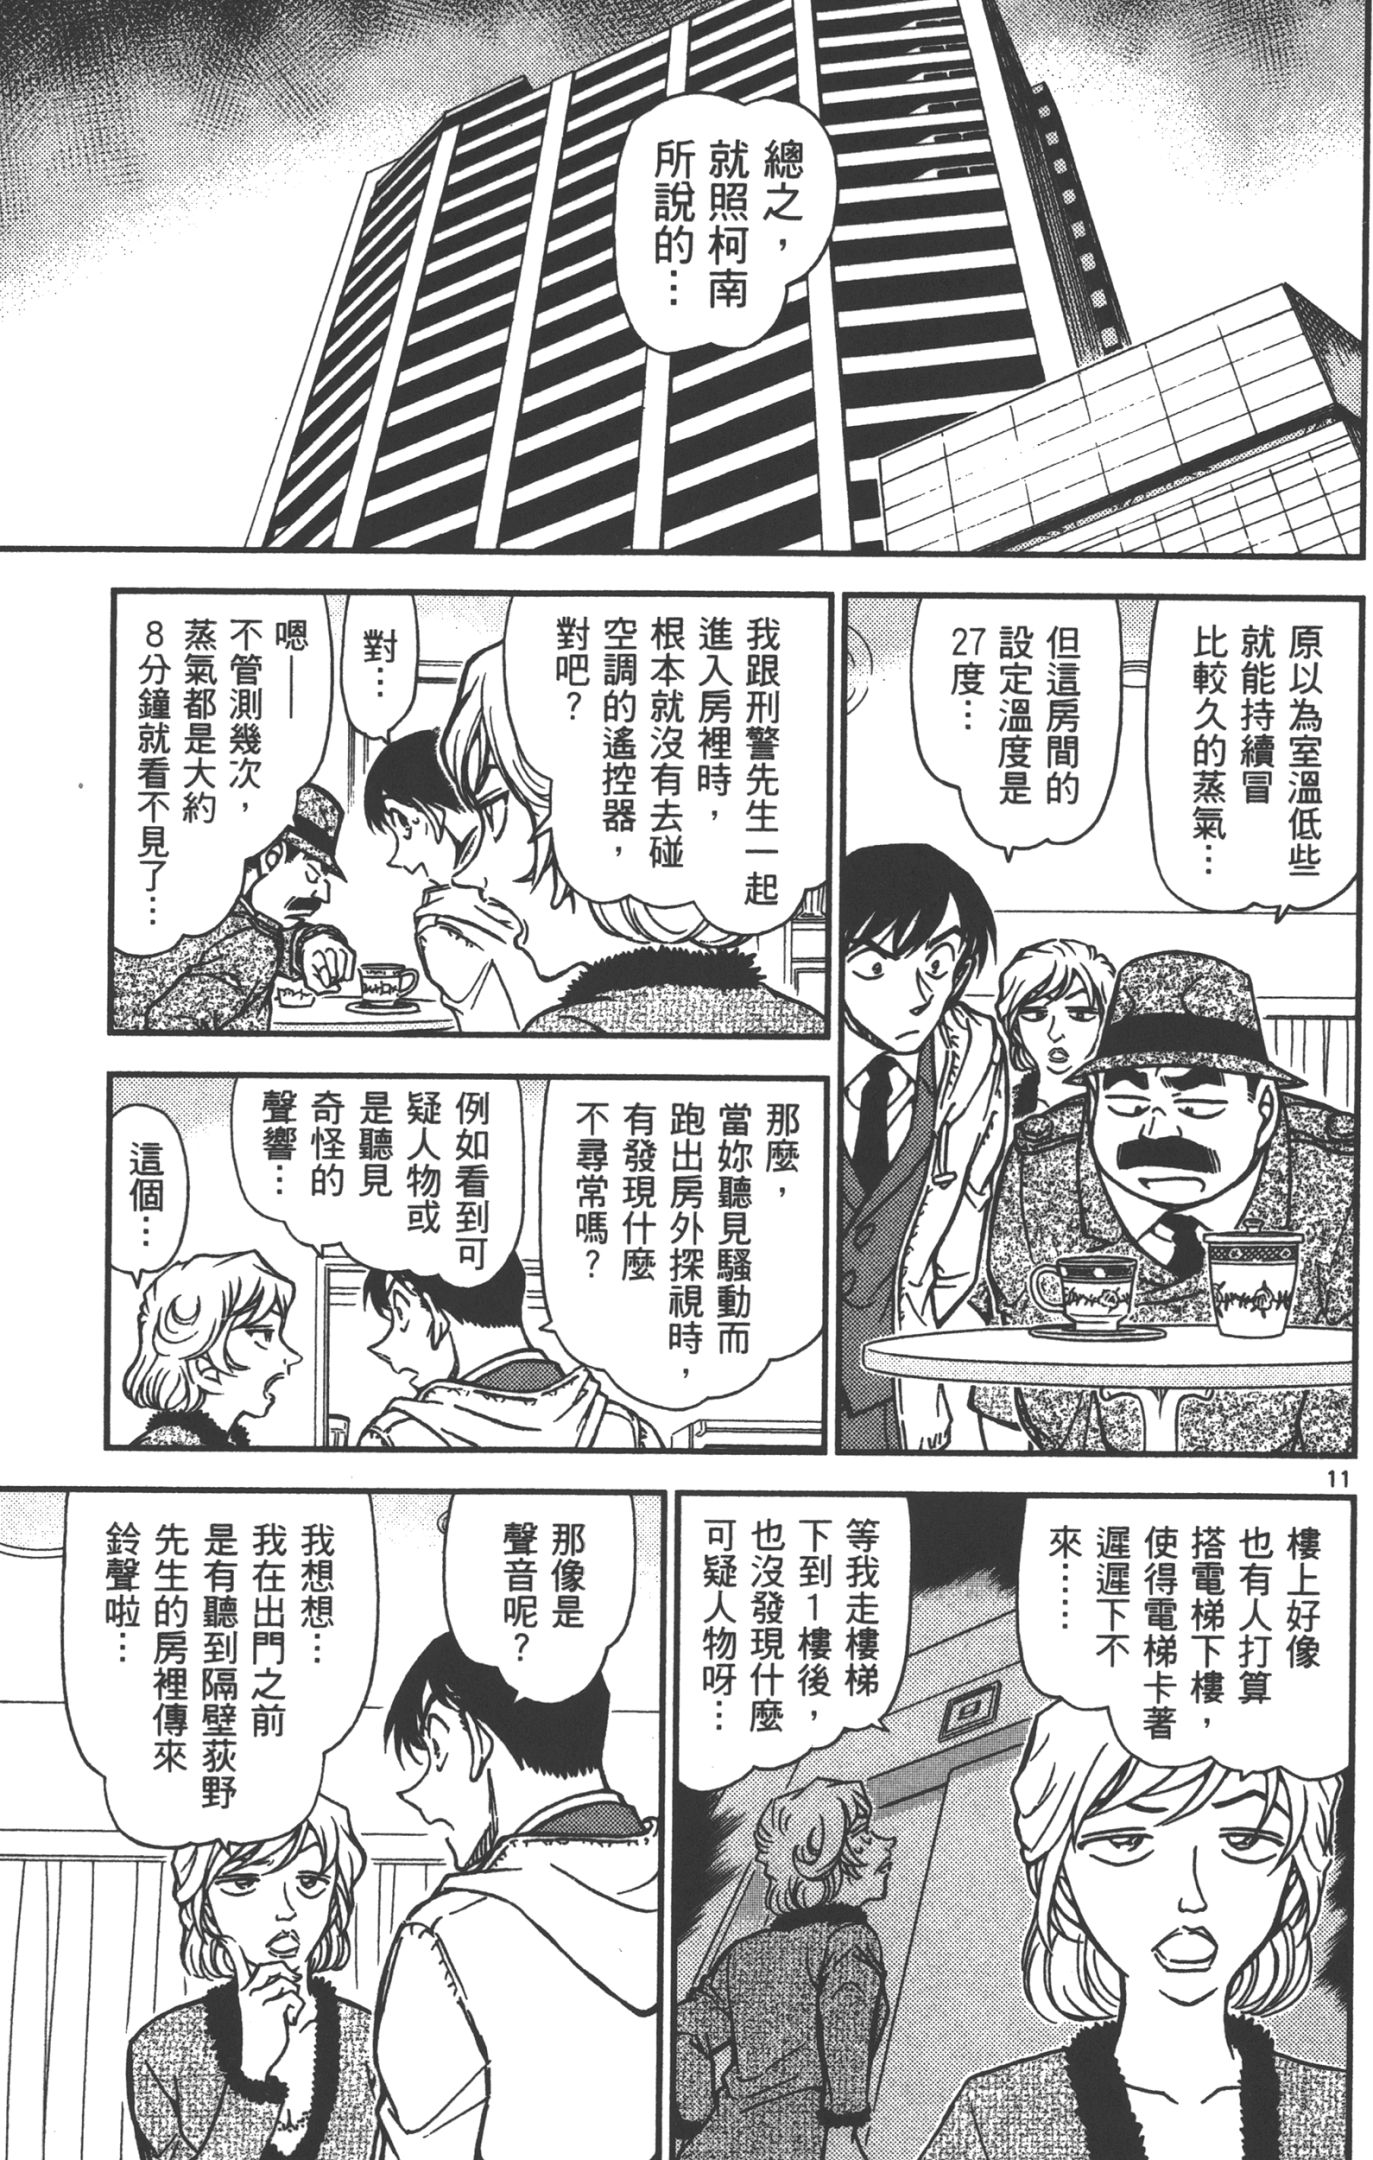 總之，
就照柯南
所說的…
原以為室溫低些
就能持續冒
比較久的蒸氣…
但這房間的
設定溫度是
27度…
我跟刑警先生一起
進入房裡時，
根本就沒有去碰
空調的遙控器，
對吧？
對…
嗯——
不管測幾次，
蒸氣都是大約
8分鐘就看不見了…
那麼，
當妳聽見騷動而
跑出房外探視時，
有發現什麼
不尋常嗎？
例如看到可
疑人物或
是聽見
奇怪的
聲響…
這個…
11
樓上好像
也有人打算
搭電梯下樓，
使得電梯卡著
遲遲下不
來……
等我走樓梯
下到1樓後，
也沒發現什麼
可疑人物呀…
那像是
聲音呢？
我想想…
我在出門之前
是有聽到隔壁荻野
先生的房裡傳來
鈴聲啦…